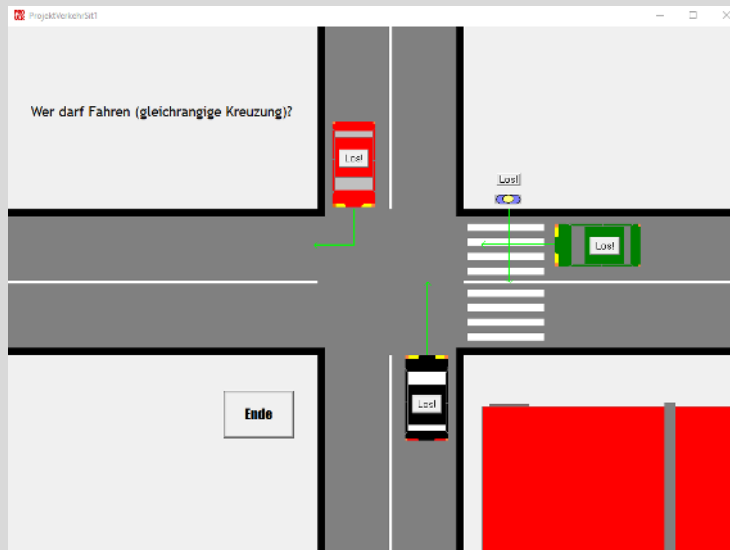 ProjektVerkehrSit1
Wer darf Fahren (gleichrangige Kreuzung)?
Los!
Los!
Los!
Los!
Ende